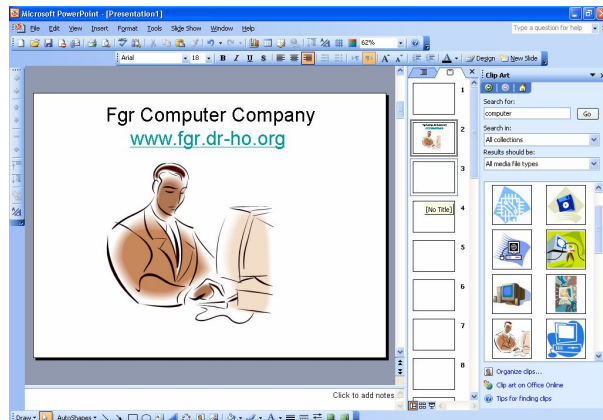 Microsoft PowerPoint - [Presentation1]
File Edit View Insert Format Tools Slide Show Window Help
Type a question for help
62%
Arial 18 B I U S A A A Design New Slide
Fgr Computer Company
www.fgr.dr-ho.org
Click to add notes
Draw AutoShapes
1
2
3
4
[No Title]
5
6
7
8
Clip Art
Search for:
computer Go
Search in:
All collections
Results should be:
All media file types
Organize clips...
Clip art on Office Online
Tips for finding clips